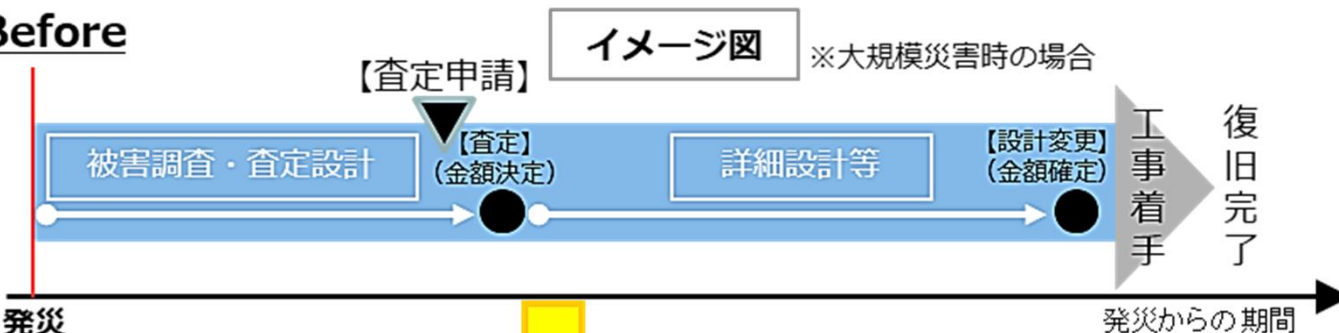 Before
イメージ図
※大規模災害時の場合
【査定申請】
被害調査・査定設計
【査定】
（金額決定）
詳細設計等
【設計変更】
（金額確定）
工事着手
復旧完了
発災
発災からの期間